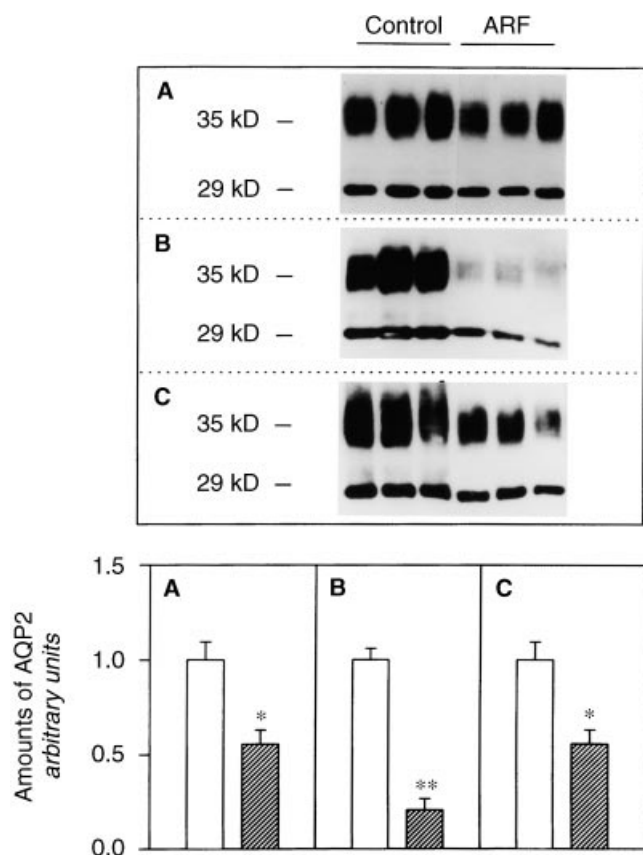 Control ARF
A
35 kD –
29 kD –
B
35 kD –
29 kD –
C
35 kD –
29 kD –
Amounts of AQP2
arbitrary units
1.5
1.0
0.5
0.0
A
*
B
**
C
*